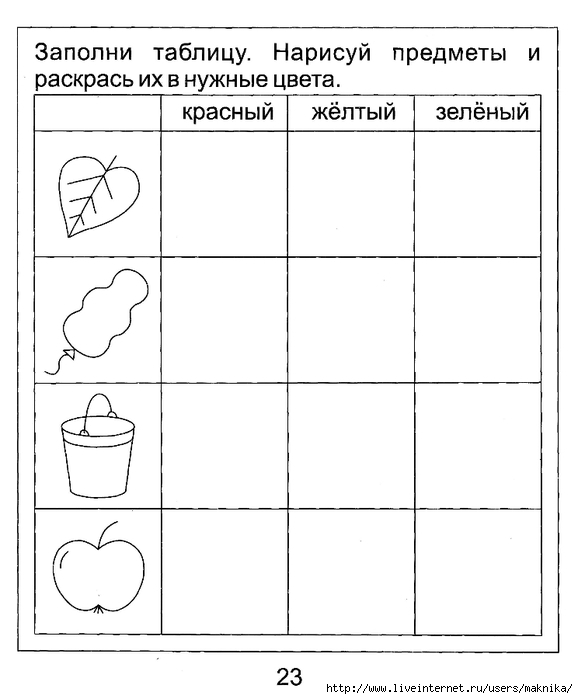 Заполни таблицу. Нарисуй предметы и
раскрась их в нужные цвета.
красный жёлтый зелёный
23
http://www.liveinternet.ru/users/maknika/